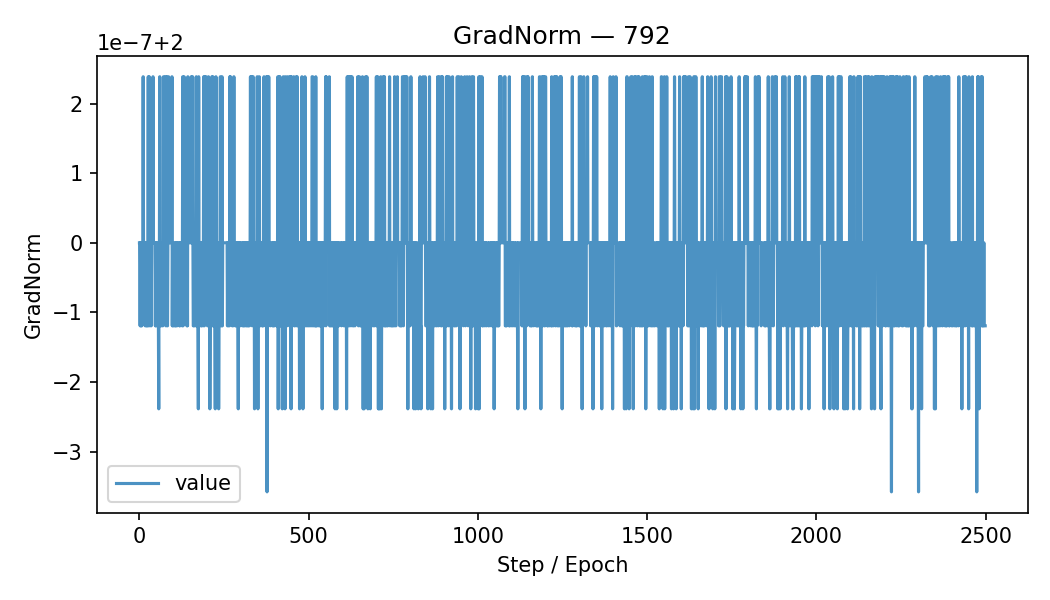 GradNorm — 792
1e−7+2
2
1
0
−1
−2
−3
GradNorm
value
0 500 1000 1500 2000 2500
Step / Epoch